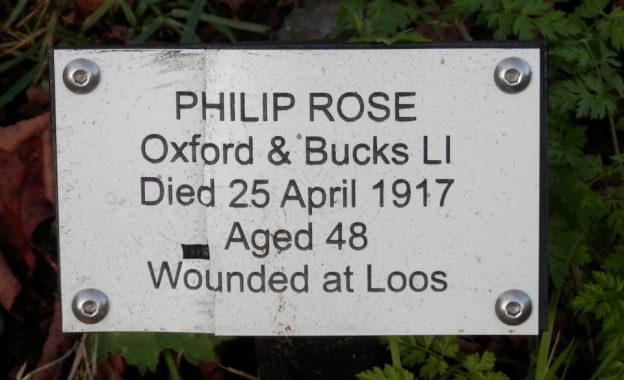 PHILIP ROSE
Oxford & Bucks LI
Died 25 April 1917
Aged 48
Wounded at Loos